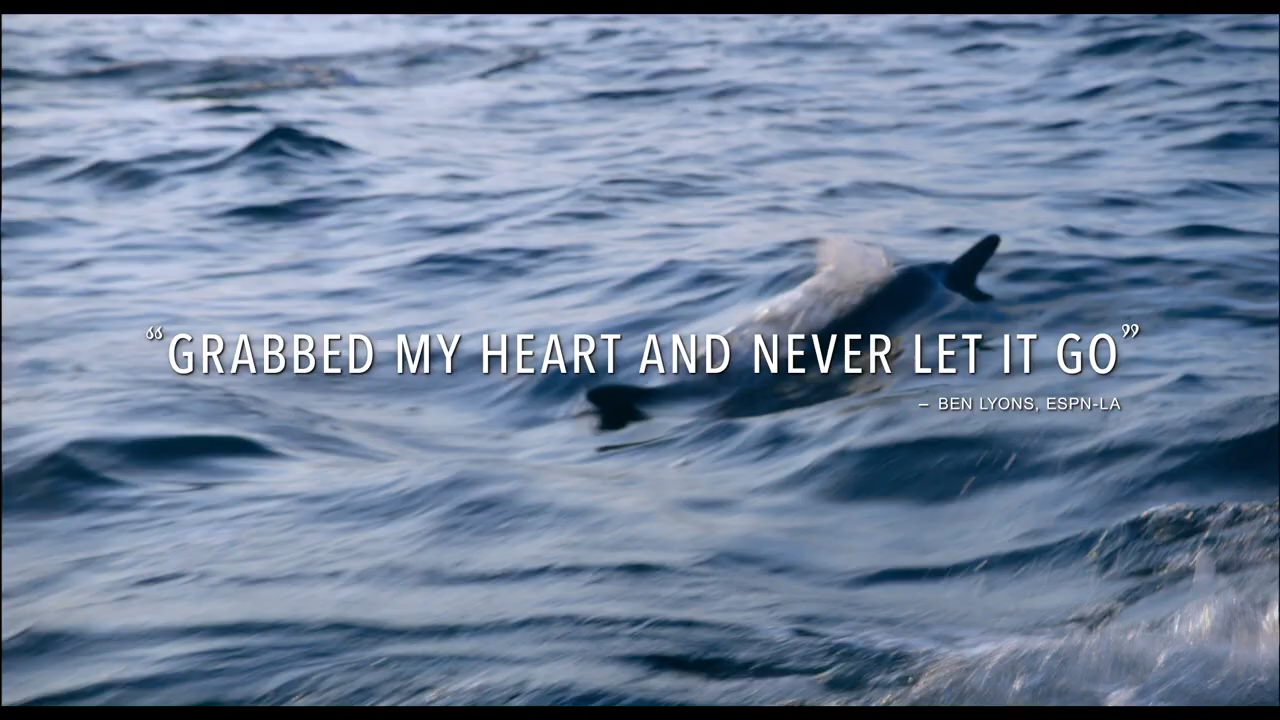 “GRABBED MY HEART AND NEVER LET IT GO”
– BEN LYONS, ESPN-LA